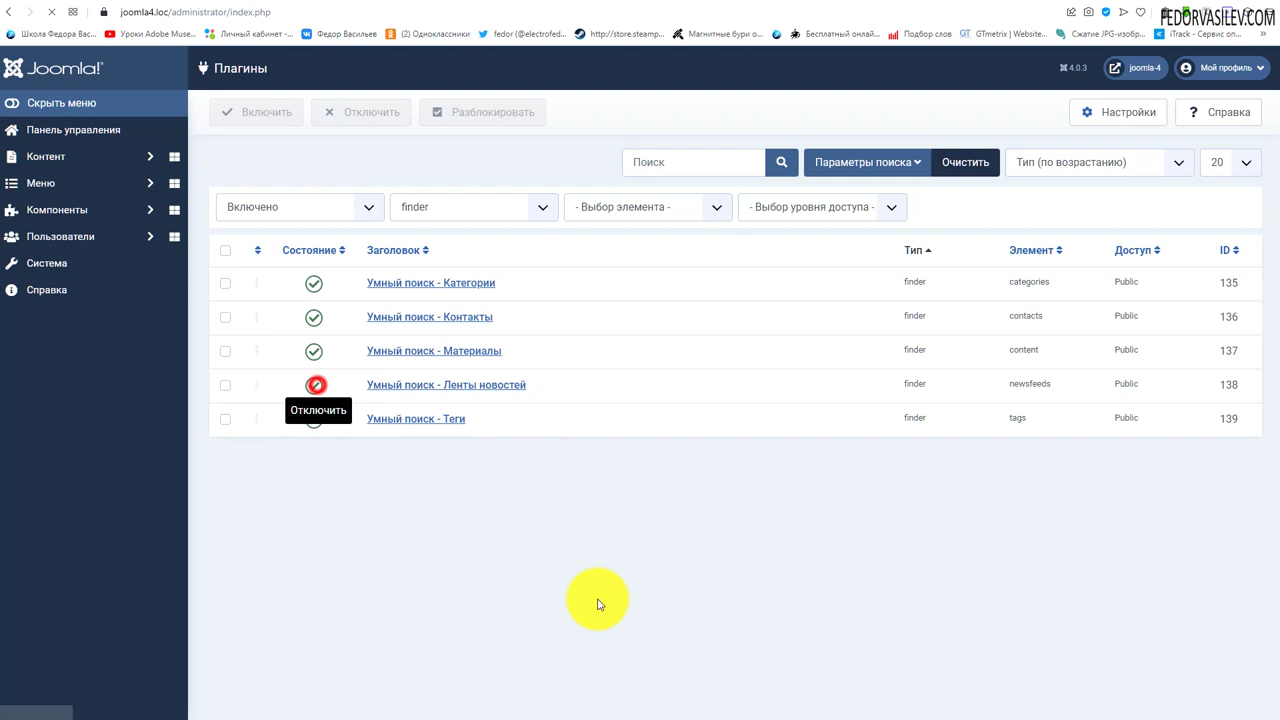 joomla4.loc/administrator/index.php
FEDORVASILEV.COM
Школа Федора Вас...
Уроки Adobe Muse...
Личный кабинет -...
Федор Васильев
(2) Одноклассники
fedor (@electrofed...
http://store.steamp...
Магнитные бури о...
Бесплатный онлай...
Подбор слов
GTmetrix | Website...
Сжатие JPG-изобр...
iTrack - Сервис оп...
Joomla!
Плагины
4.0.3
joomla-4
Мой профиль
Скрыть меню
Панель управления
Контент
Меню
Компоненты
Пользователи
Система
Справка
Включить
Отключить
Разблокировать
Настройки
? Справка
Поиск
Параметры поиска
Очистить
Тип (по возрастанию)
20
Включено
finder
- Выбор элемента -
- Выбор уровня доступа -
Состояние
Заголовок
Тип
Элемент
Доступ
ID
Умный поиск - Категории
finder
categories
Public
135
Умный поиск - Контакты
finder
contacts
Public
136
Умный поиск - Материалы
finder
content
Public
137
Умный поиск - Ленты новостей
finder
newsfeeds
Public
138
Отключить
Умный поиск - Теги
finder
tags
Public
139